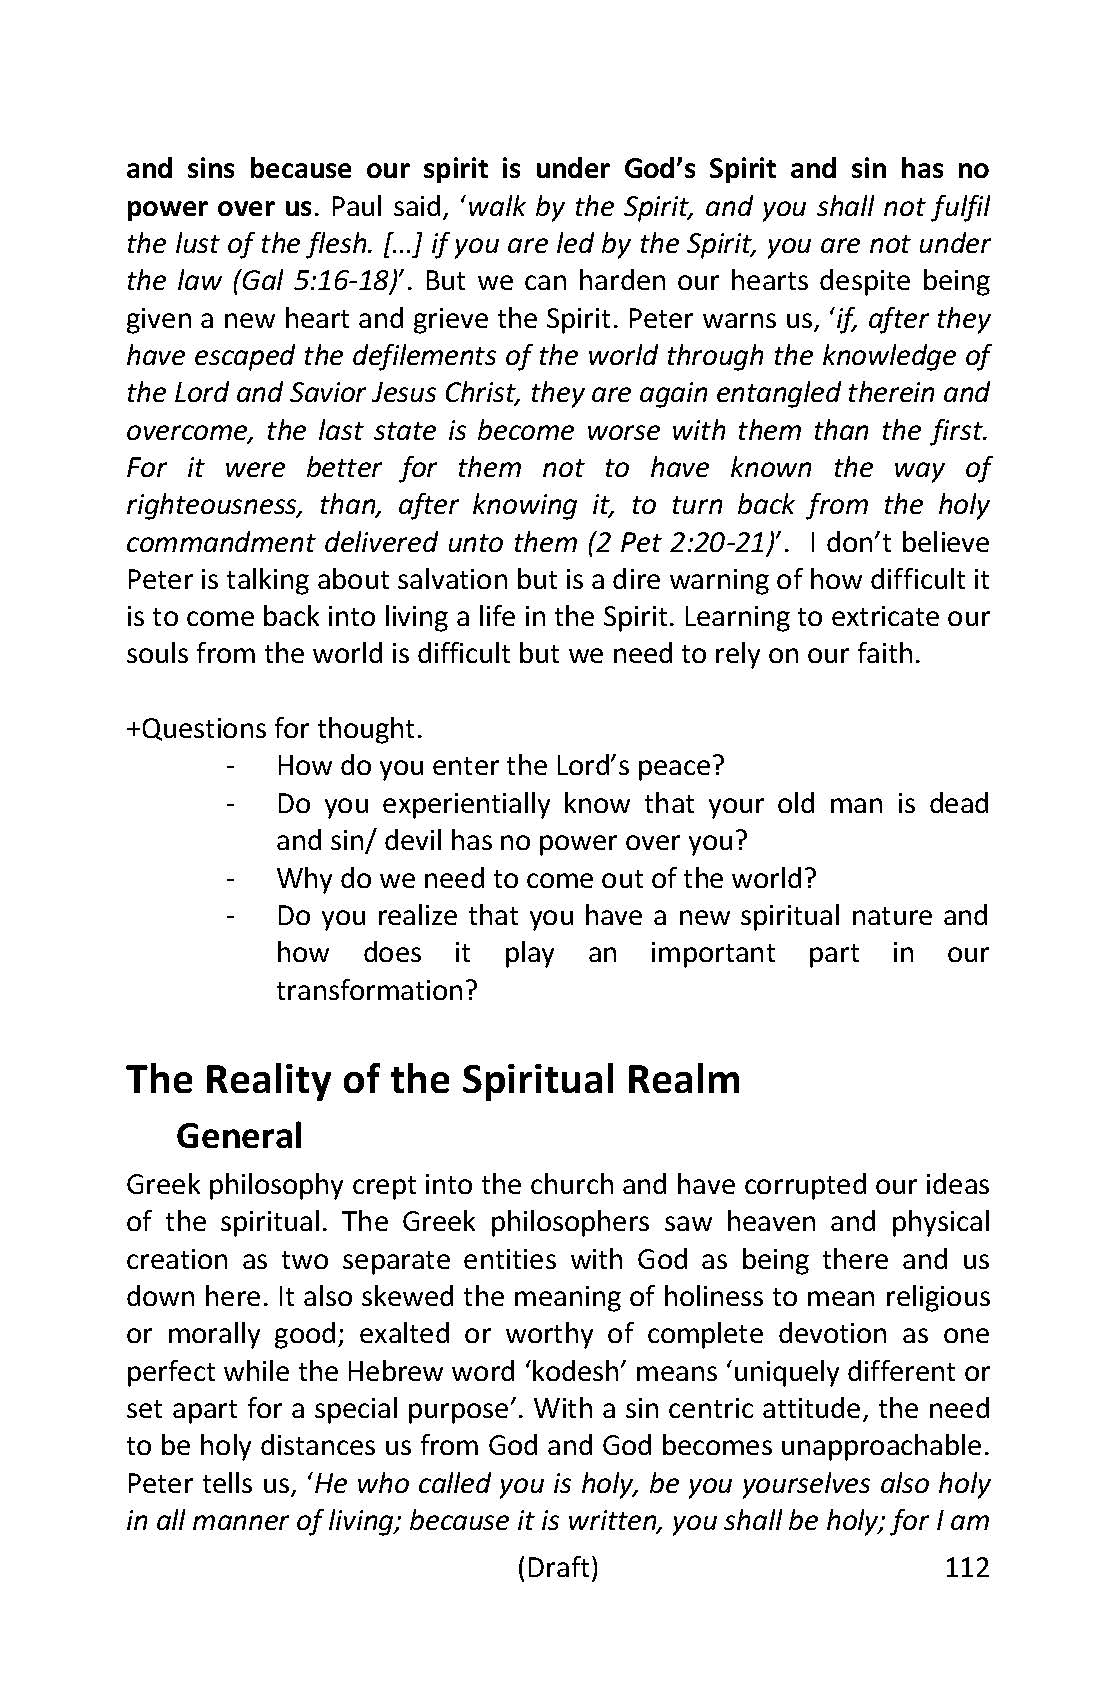 and sins because our spirit is under God’s Spirit and sin has no
power over us. Paul said, ‘walk by the Spirit, and you shall not fulfil
the lust of the flesh. [...] if you are led by the Spirit, you are not under
the law (Gal 5:16-18)’. But we can harden our hearts despite being
given a new heart and grieve the Spirit. Peter warns us, ‘if, after they
have escaped the defilements of the world through the knowledge of
the Lord and Savior Jesus Christ, they are again entangled therein and
overcome, the last state is become worse with them than the first.
For it were better for them not to have known the way of
righteousness, than, after knowing it, to turn back from the holy
commandment delivered unto them (2 Pet 2:20-21)’.  I don’t believe
Peter is talking about salvation but is a dire warning of how difficult it
is to come back into living a life in the Spirit. Learning to extricate our
souls from the world is difficult but we need to rely on our faith.
+Questions for thought.
- How do you enter the Lord’s peace?
- Do you experientially know that your old man is dead
and sin/ devil has no power over you?
- Why do we need to come out of the world?
- Do you realize that you have a new spiritual nature and
how does it play an important part in our
transformation?
The Reality of the Spiritual Realm
General
Greek philosophy crept into the church and have corrupted our ideas
of the spiritual. The Greek philosophers saw heaven and physical
creation as two separate entities with God as being there and us
down here. It also skewed the meaning of holiness to mean religious
or morally good; exalted or worthy of complete devotion as one
perfect while the Hebrew word ‘kodesh’ means ‘uniquely different or
set apart for a special purpose’. With a sin centric attitude, the need
to be holy distances us from God and God becomes unapproachable.
Peter tells us, ‘He who called you is holy, be you yourselves also holy
in all manner of living; because it is written, you shall be holy; for I am
(Draft) 112